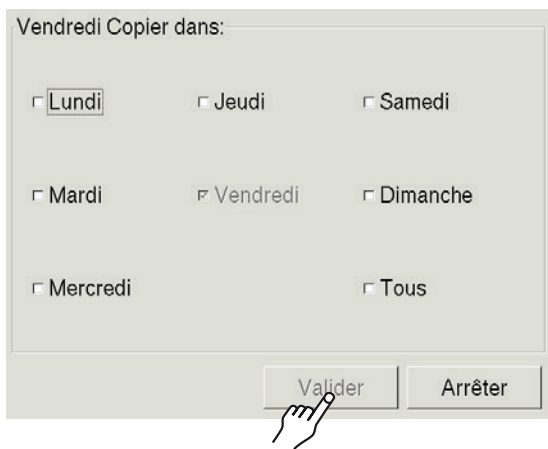 Vendredi Copier dans:
Lundi Jeudi Samedi
Mardi Vendredi Dimanche
Mercredi Tous
Valider Arrêter